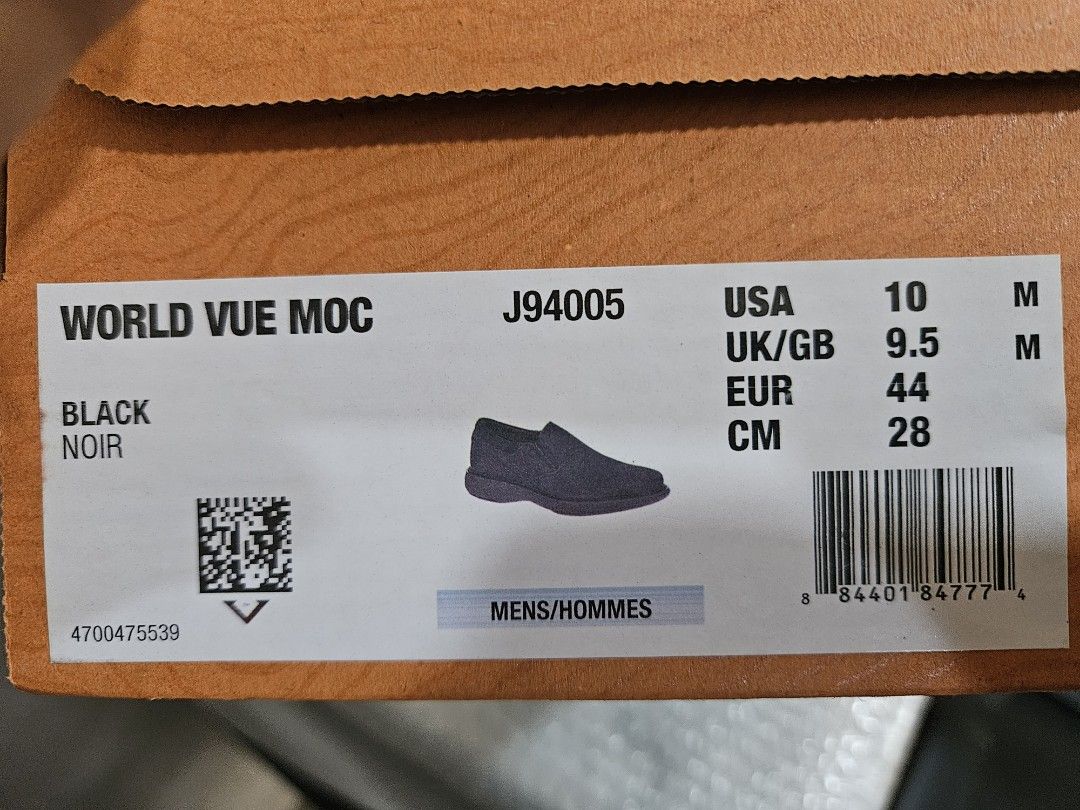 WORLD VUE MOC
J94005
USA 10 M
UK/GB 9.5 M
EUR 44
CM 28
BLACK
NOIR
MENS/HOMMES
4700475539
8 84401 84777 4